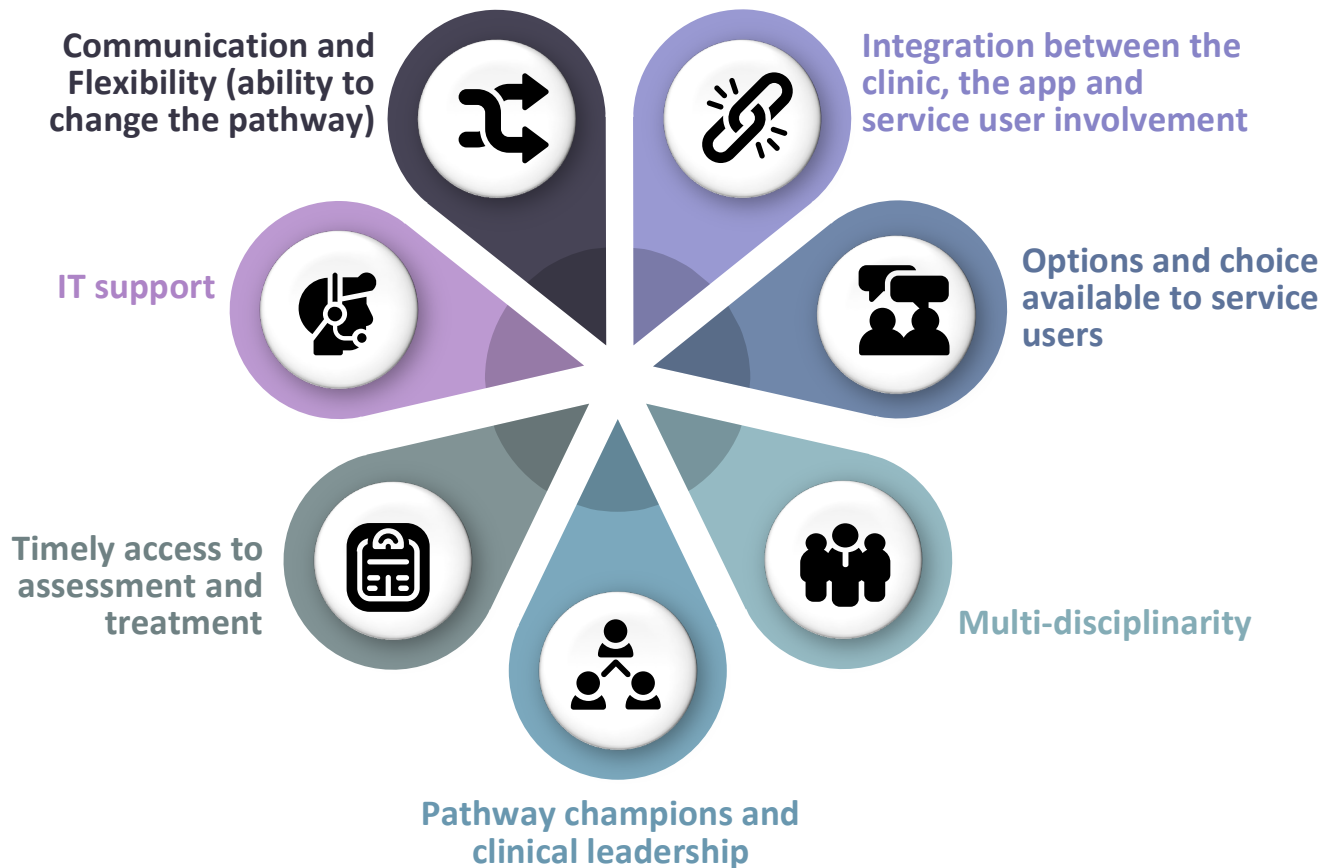 Communication and
Flexibility (ability to
change the pathway)
Integration between the
clinic, the app and
service user involvement
IT support
Options and choice
available to service
users
Timely access to
assessment and
treatment
Multi-disciplinarity
Pathway champions and
clinical leadership